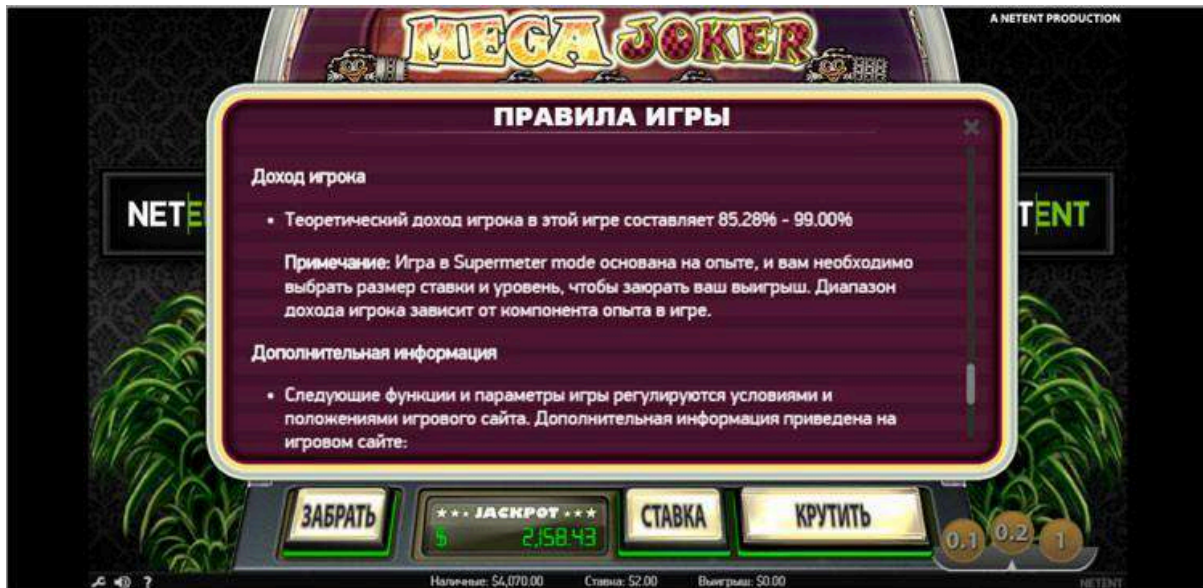 A NETENT PRODUCTION
MEGA JOKER
ПРАВИЛА ИГРЫ
Доход игрока
• Теоретический доход игрока в этой игре составляет 85.28% - 99.00%
Примечание: Игра в Supermeter mode основана на опыте, и вам необходимо
выбрать размер ставки и уровень, чтобы заюрать ваш выигрыш. Диапазон
дохода игрока зависит от компонента опыта в игре.
Дополнительная информация
• Следующие функции и параметры игры регулируются условиями и
положениями игрового сайта. Дополнительная информация приведена на
игровом сайте:
NETE
TENT
ЗАБРАТЬ
JACKPOT
$ 2,158.43
СТАВКА
КРУТИТЬ
0.1 0.2 1
Наличные: $4,070.00 Ставка: $2.00 Выигрыш: $0.00
NETENT